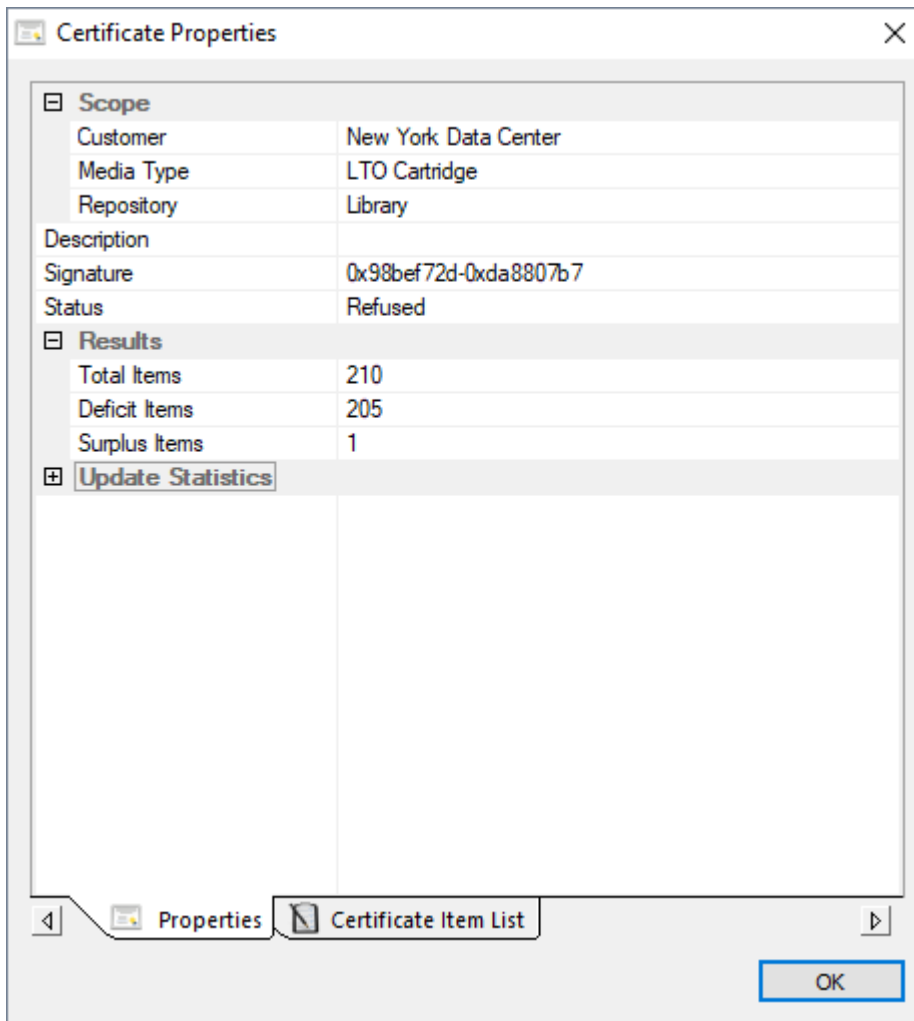 Certificate Properties
Scope
Customer New York Data Center
Media Type LTO Cartridge
Repository Library
Description
Signature 0x98bef72d-0xda8807b7
Status Refused
Results
Total Items 210
Deficit Items 205
Surplus Items 1
Update Statistics
Properties Certificate Item List
OK